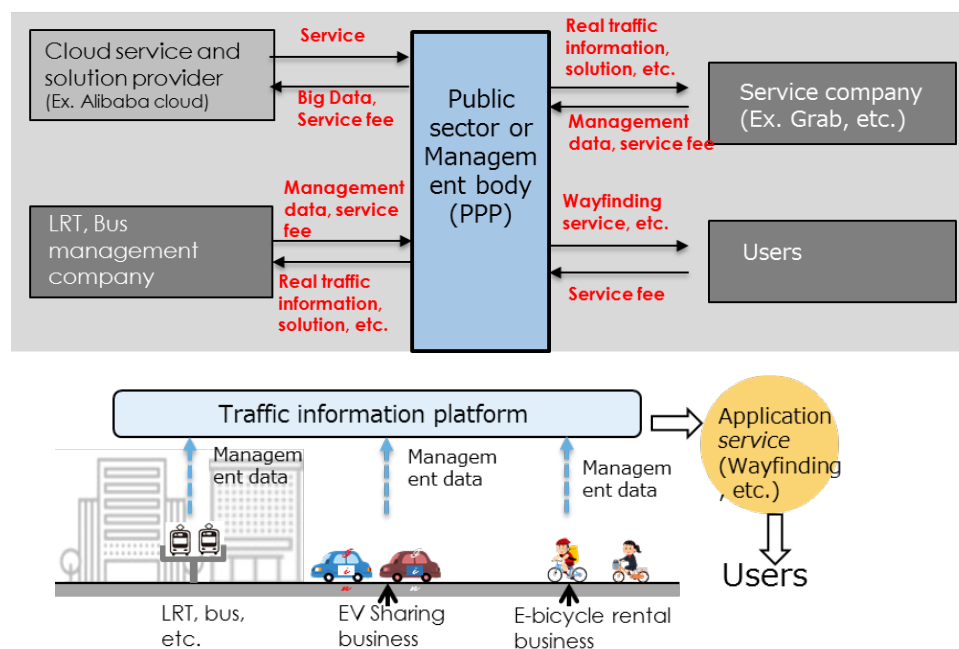 Cloud service and
solution provider
(Ex. Alibaba cloud)
Service
Big Data,
Service fee
Public
sector or
Managem
ent body
(PPP)
Real traffic
information,
solution, etc.
Management
data, service fee
Service company
(Ex. Grab, etc.)
LRT, Bus
management
company
Management
data, service
fee
Real traffic
information,
solution, etc.
Wayfinding
service, etc.
Service fee
Users
Traffic information platform
Application
service
(Wayfinding
, etc.)
Managem
ent data
Managem
ent data
Managem
ent data
Users
LRT, bus,
etc.
EV Sharing
business
E-bicycle rental
business